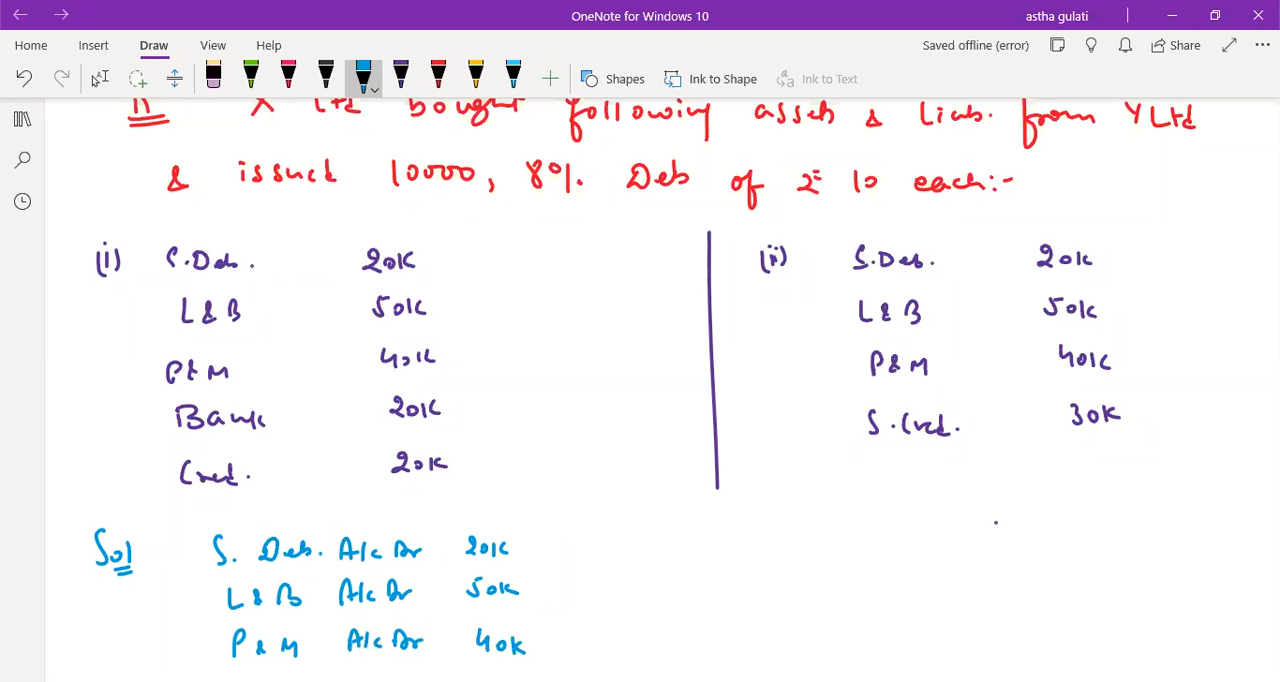 OneNote for Windows 10
astha gulati
Home Insert Draw View Help
Saved offline (error)
Share
Shapes
Ink to Shape
Ink to Text
11 X Ltd bought following assets & Liab. from Y Ltd
& issued 10000, 8% Deb of ₹ 10 each:-
(i) S.Deb. 20K
L & B 50K
P&M 40K
Bank 20K
Cred. 20K
(ii) S.Deb. 20K
L & B 50K
P & M 40K
S.Cred. 30K
Sol S. Deb. A/c Dr 20K
L & B A/c Dr 50K
P & M A/c Dr 40K